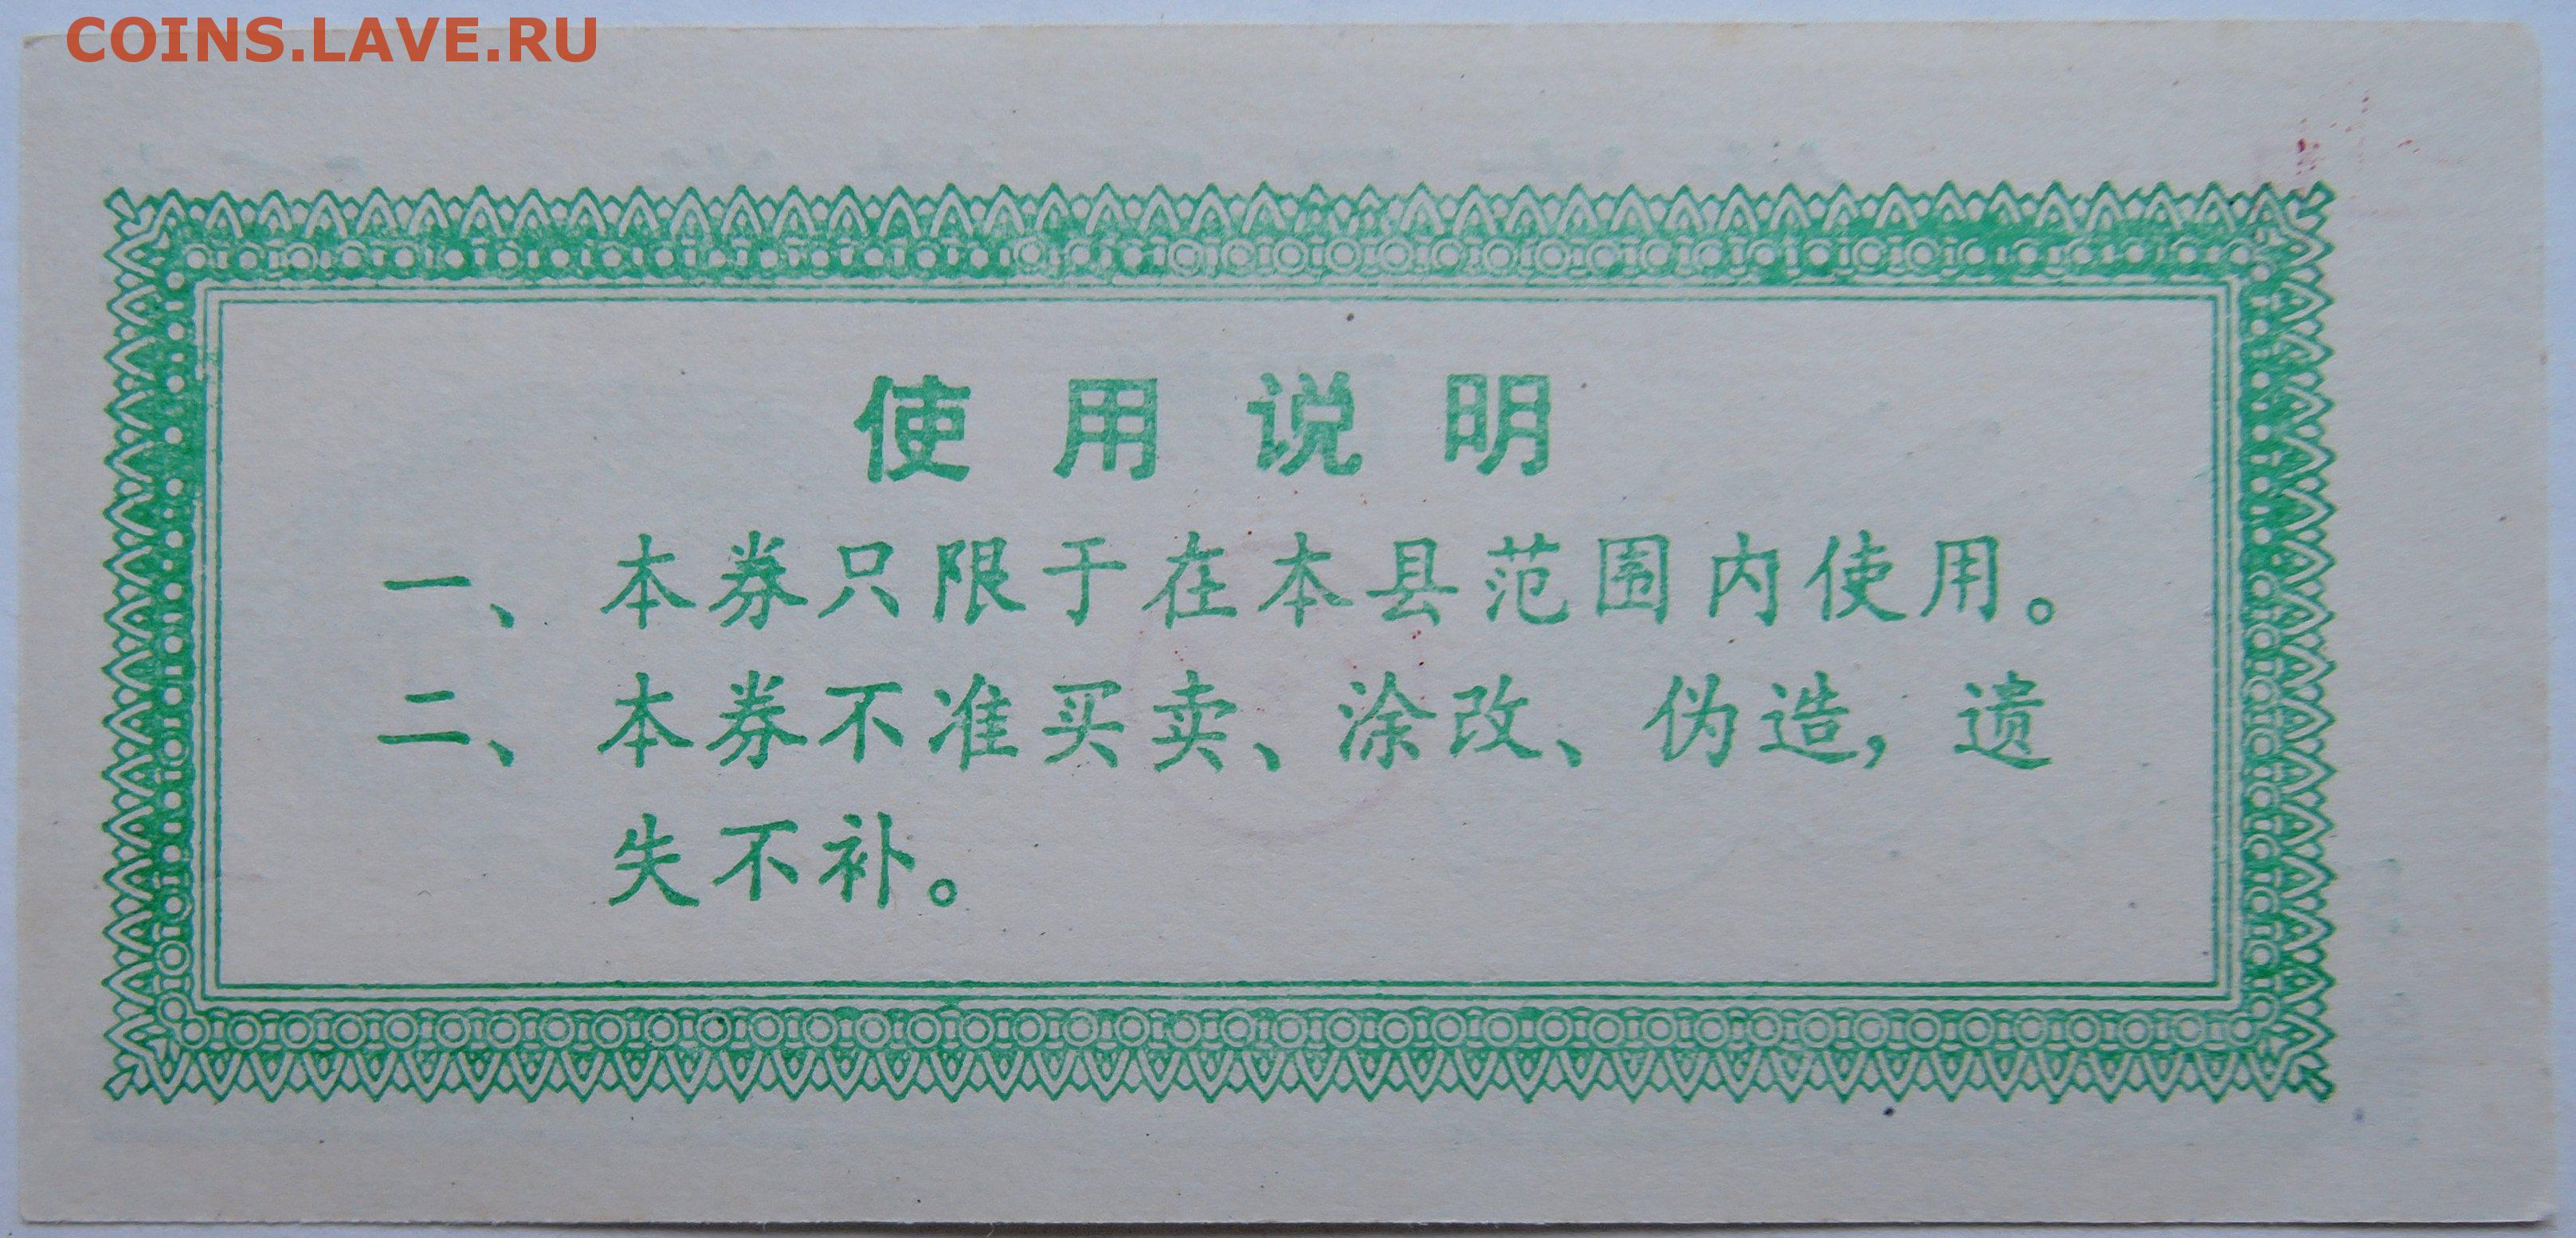 COINS.LAVE.RU
使用说明
一、本券只限于在本县范围内使用。
二、本券不准买卖、涂改、伪造，遗
失不补。